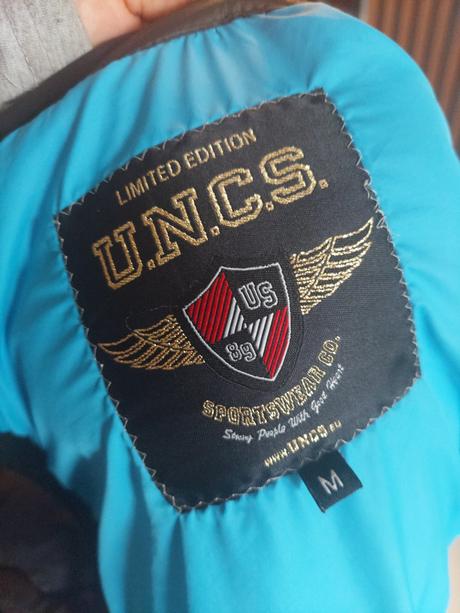 LIMITED EDITION
U.N.C.S.
US
89
SPORTSWEAR CO.
Strong People With Good Heart
www.UNCS.EU
M